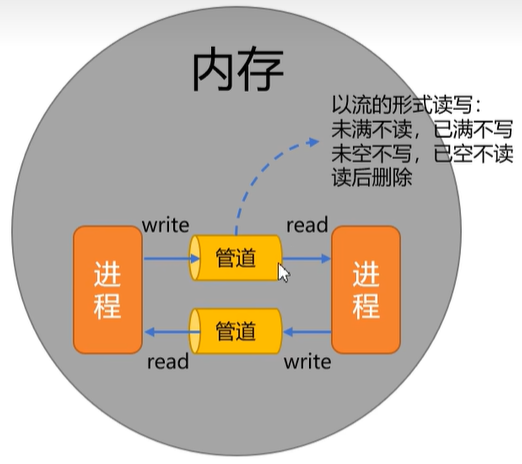 内存
以流的形式读写：
未满不读，已满不写
未空不写，已空不读
读后删除
write
read
进程
管道
进程
管道
read
write